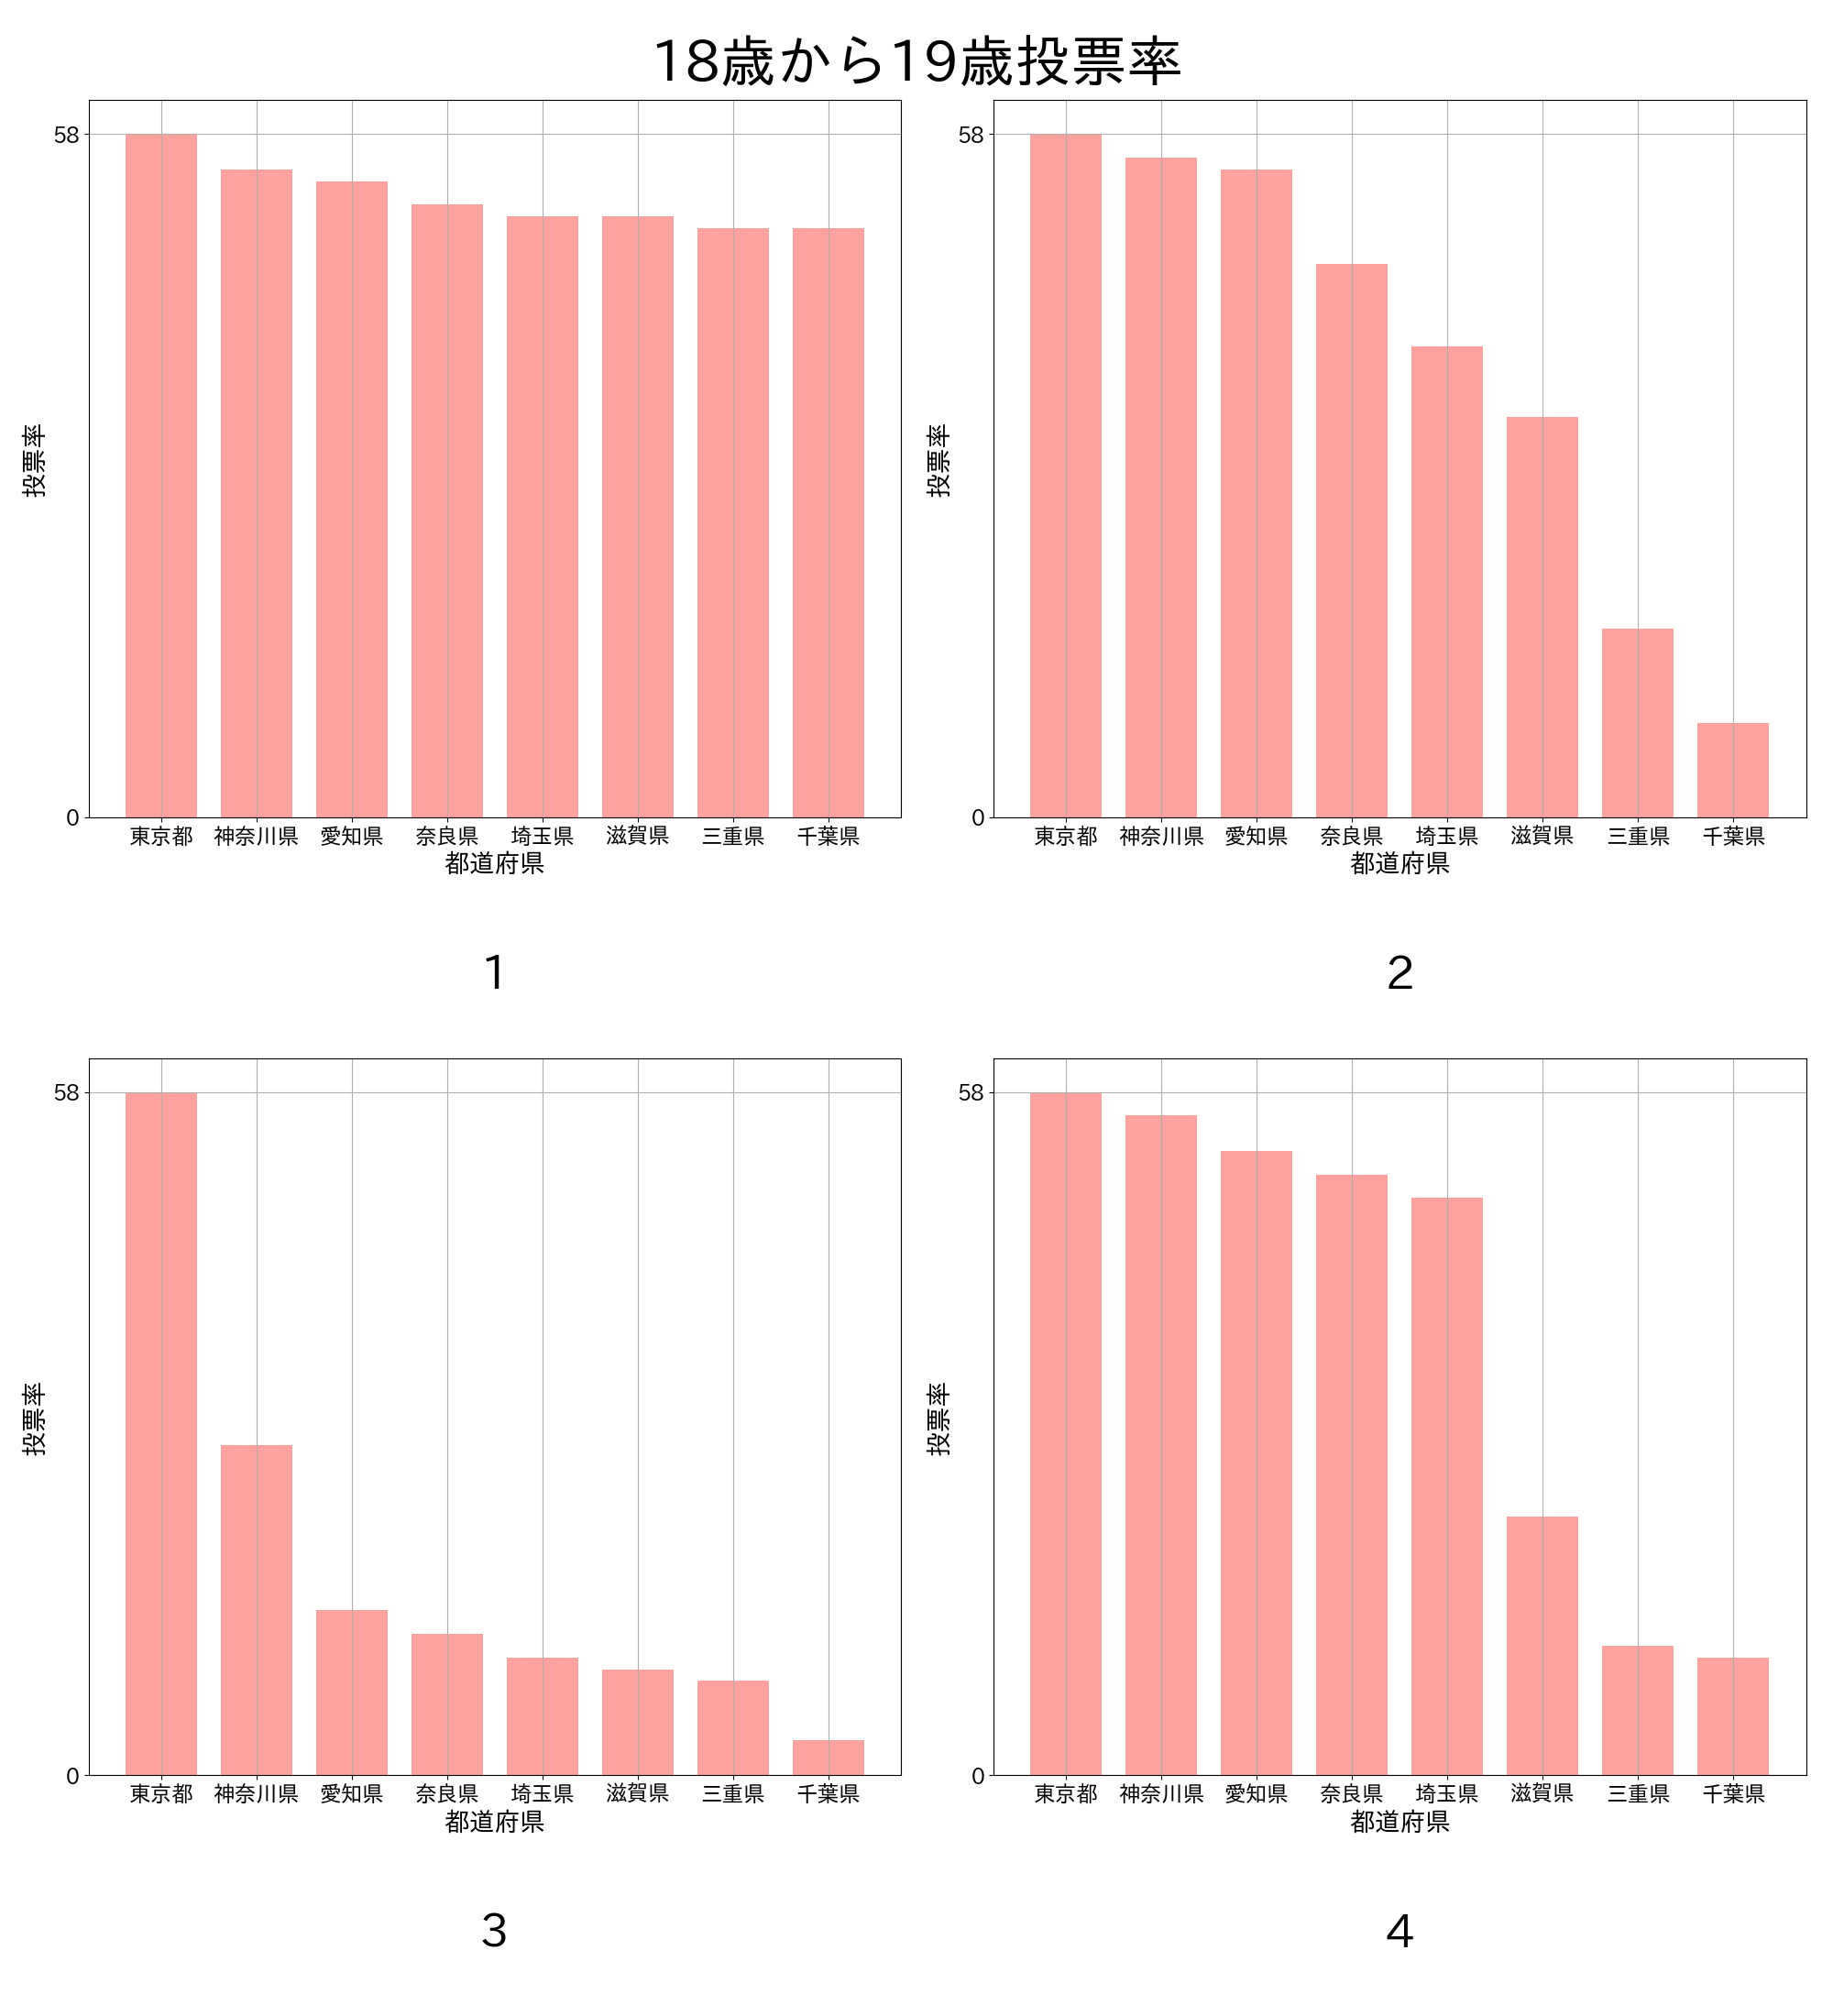 18歳から19歳投票率
58
0
投票率
東京都 神奈川県 愛知県 奈良県 埼玉県 滋賀県 三重県 千葉県
都道府県
1
58
0
投票率
東京都 神奈川県 愛知県 奈良県 埼玉県 滋賀県 三重県 千葉県
都道府県
2
58
0
投票率
東京都 神奈川県 愛知県 奈良県 埼玉県 滋賀県 三重県 千葉県
都道府県
3
58
0
投票率
東京都 神奈川県 愛知県 奈良県 埼玉県 滋賀県 三重県 千葉県
都道府県
4